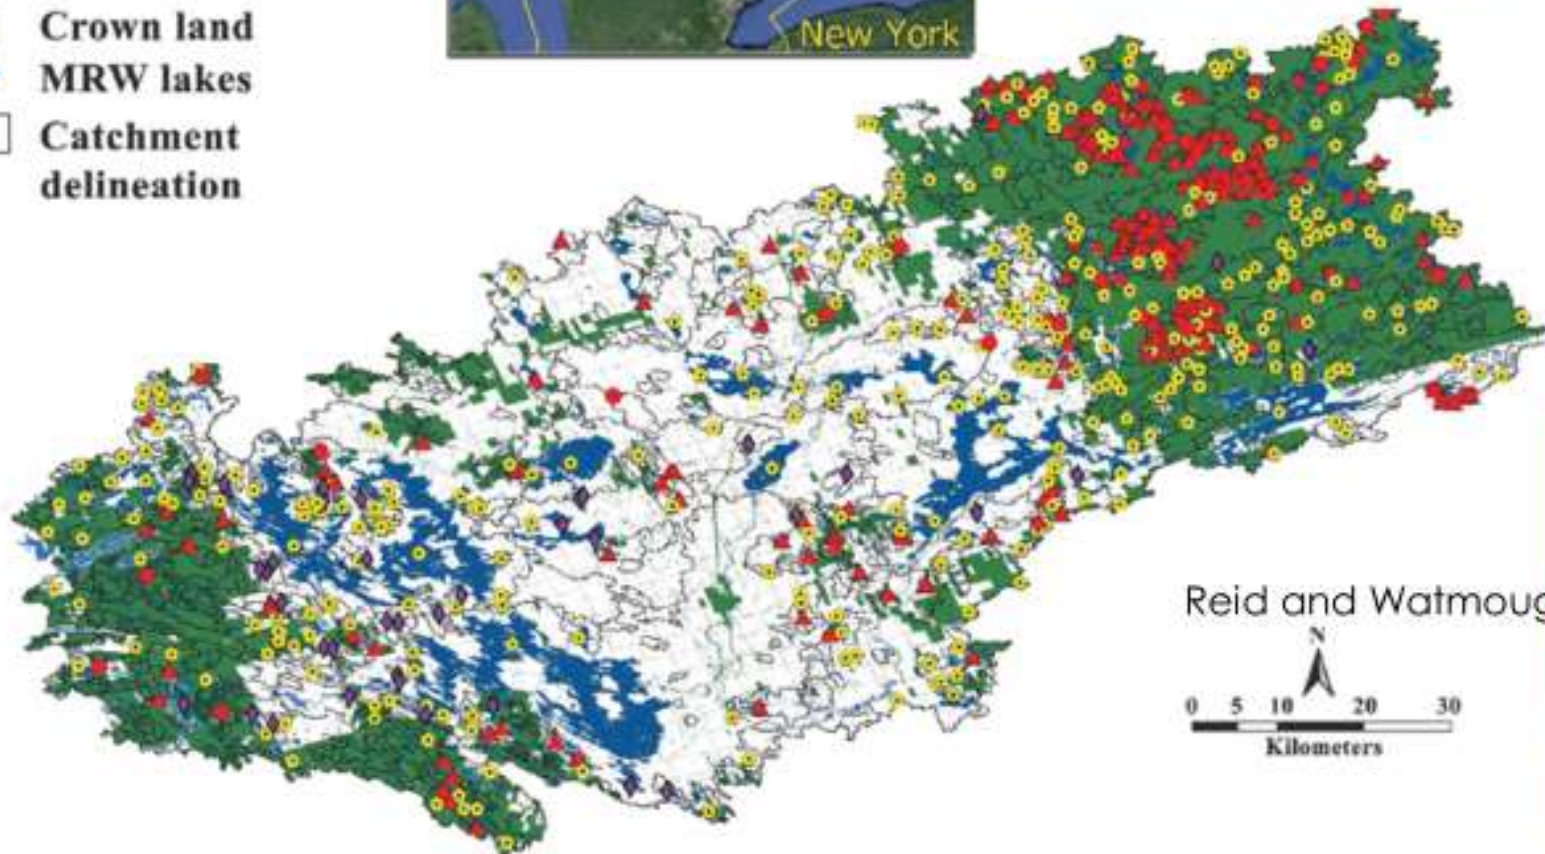 Crown land
MRW lakes
Catchment
delineation
New York
Reid and Watmoug
N
0 5 10 20 30
Kilometers